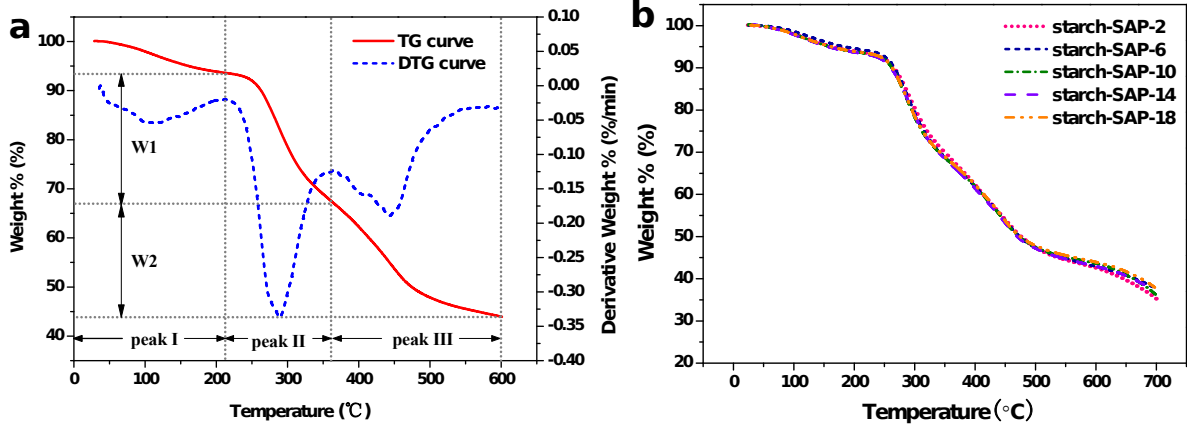 a
TG curve
DTG curve
W1
W2
peak I
peak II
peak III
100
90
80
70
60
50
40
0.10
0.05
0.00
-0.05
-0.10
-0.15
-0.20
-0.25
-0.30
-0.35
-0.40
0 100 200 300 400 500 600
Weight % (%)
Derivative Weight % (%/min)
Temperature (℃)
b
starch-SAP-2
starch-SAP-6
starch-SAP-10
starch-SAP-14
starch-SAP-18
100
90
80
70
60
50
40
30
20
0 100 200 300 400 500 600 700
Weight % (%)
Temperature (°C)